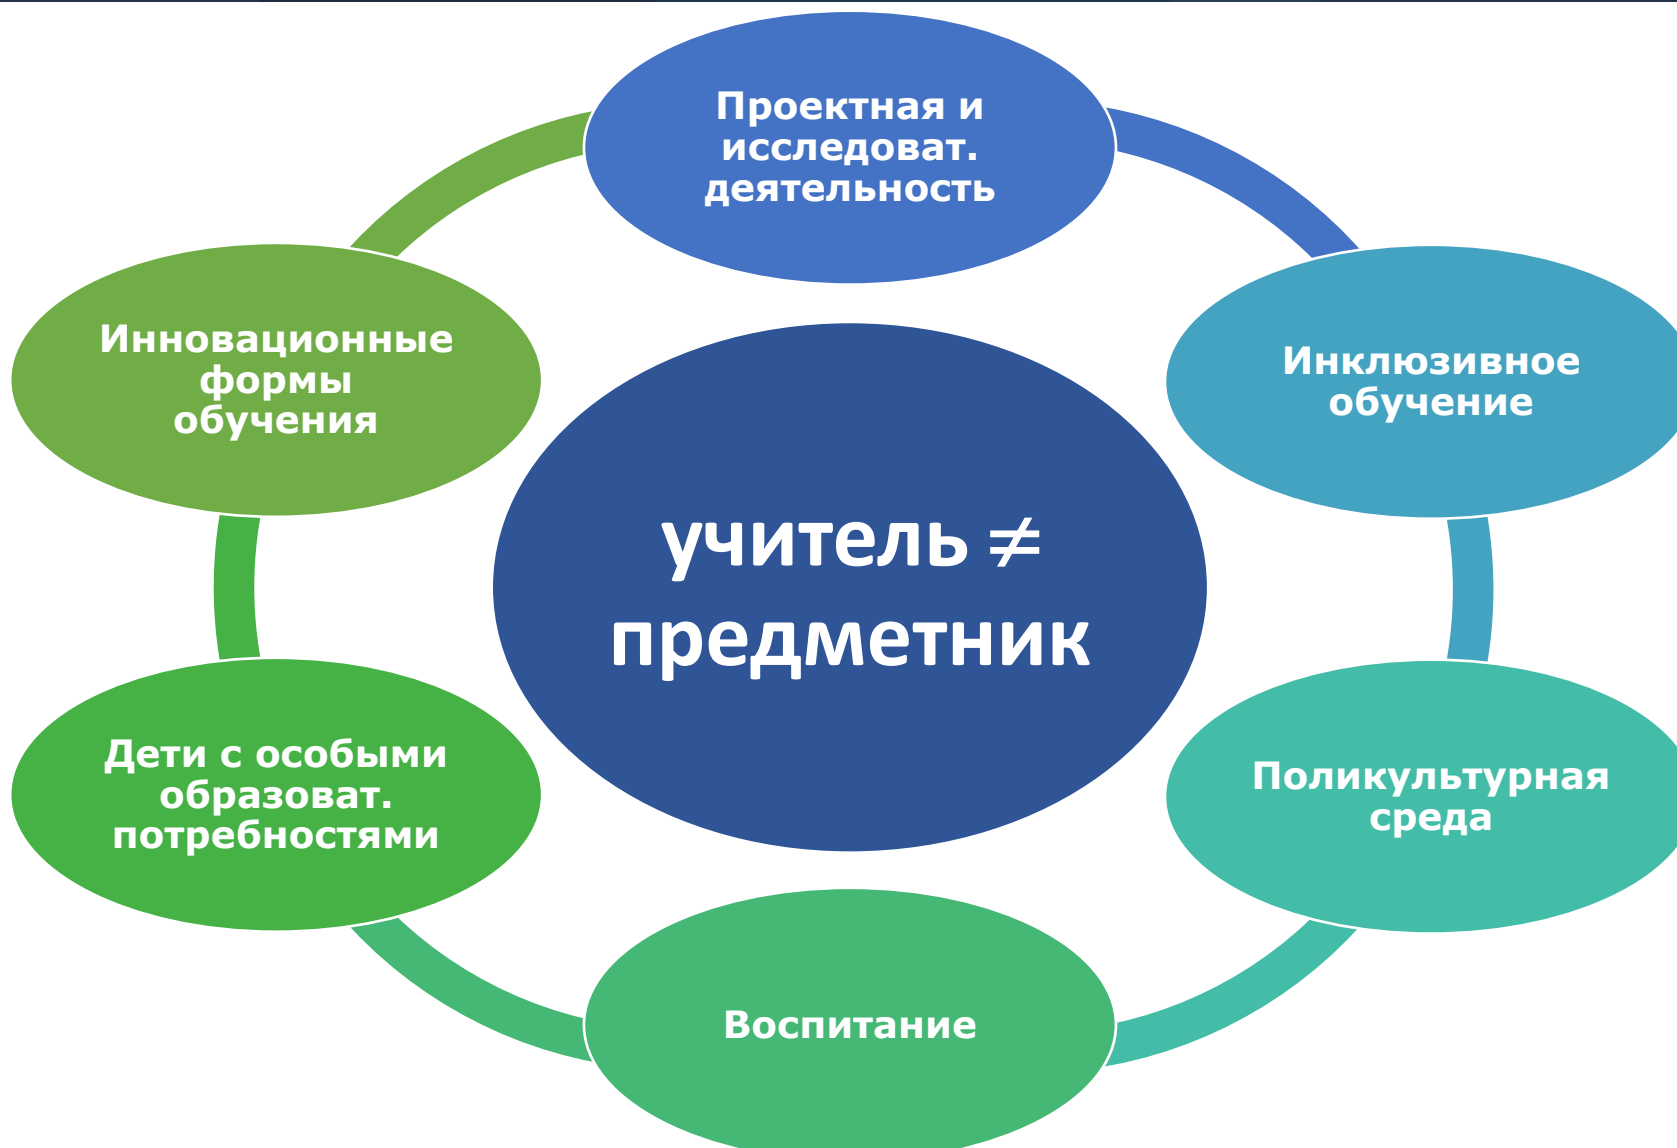 Проектная и
исследоват.
деятельность
Инклюзивное
обучение
Поликультурная
среда
Воспитание
Дети с особыми
образоват.
потребностями
Инновационные
формы
обучения
учитель ≠
предметник